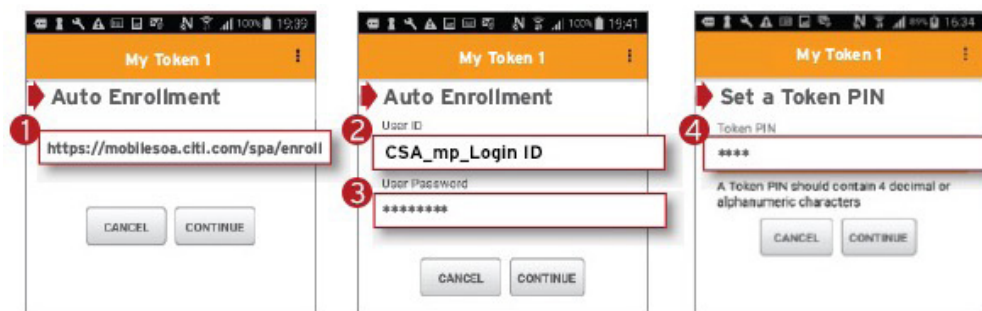 19:39
My Token 1
Auto Enrollment
1
https://mobilesoa.citi.com/spa/enroll
CANCEL CONTINUE
100% 19:41
My Token 1
Auto Enrollment
2
User ID
CSA_mp_Login ID
3
User Password
********
CANCEL CONTINUE
89% 16:34
My Token 1
Set a Token PIN
4
Token PIN
****
A Token PIN should contain 4 decimal or
alphanumeric characters
CANCEL CONTINUE